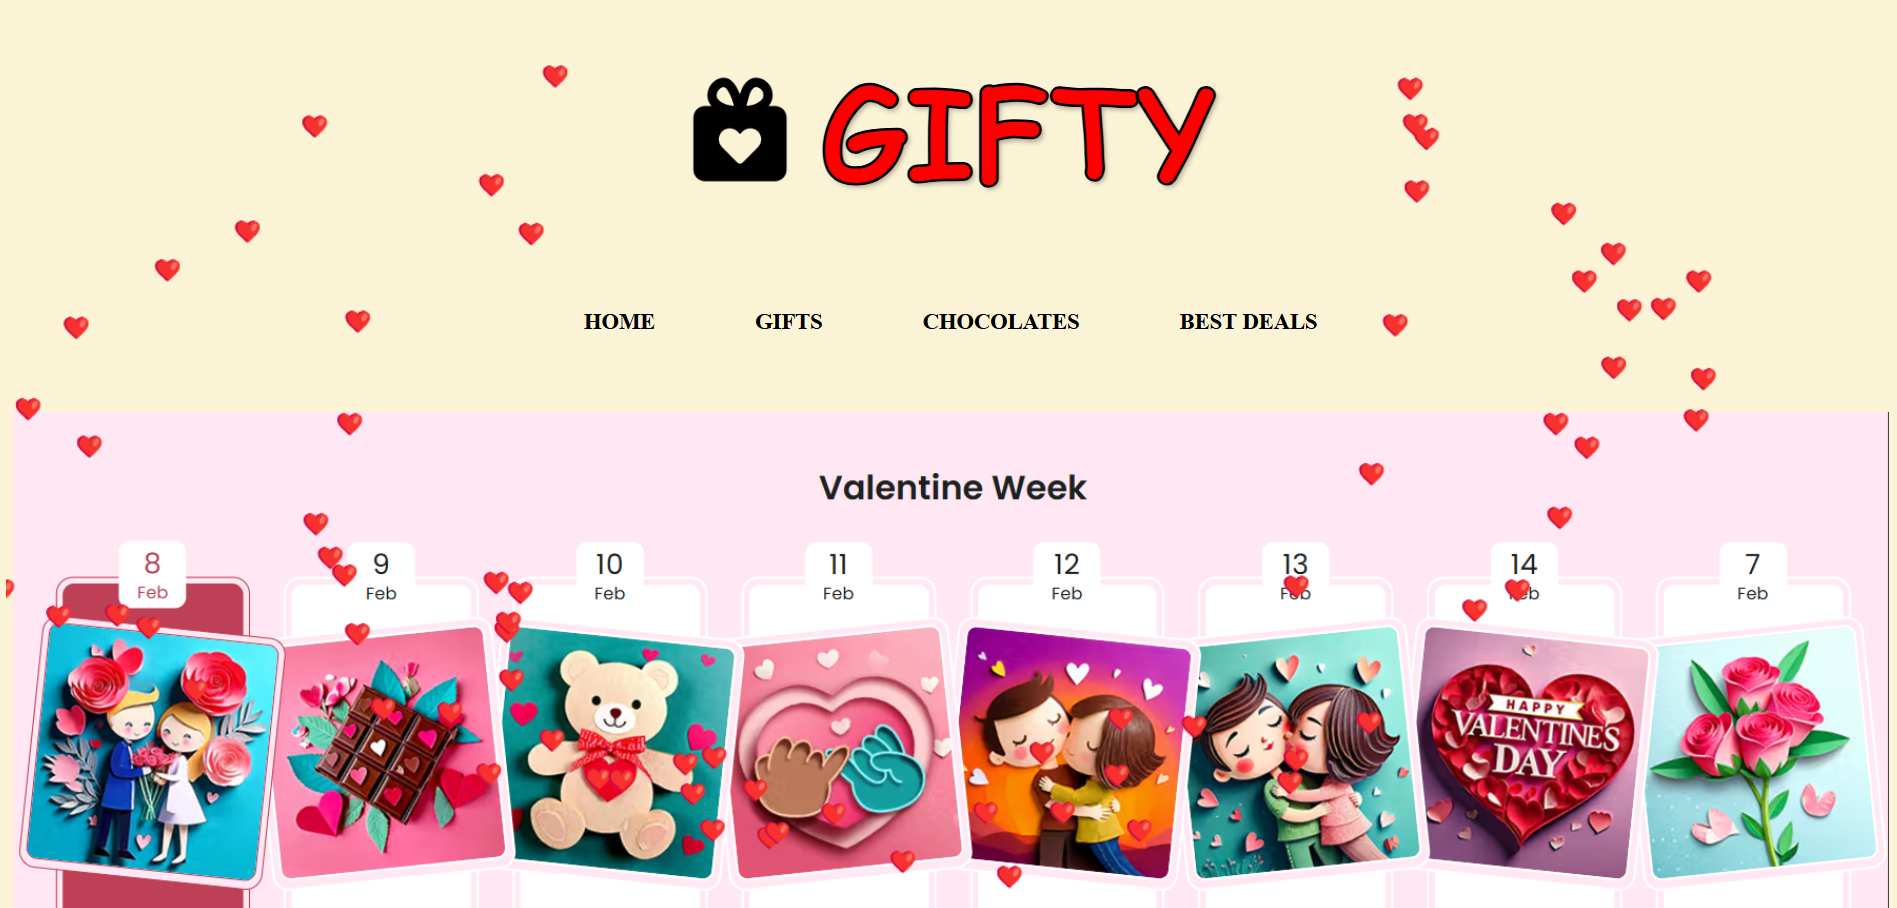 GIFTY
HOME GIFTS CHOCOLATES BEST DEALS
Valentine Week
8 9 10 11 12 13 14 7
Feb Feb Feb Feb Feb Feb Feb Feb
HAPPY
VALENTINES
DAY